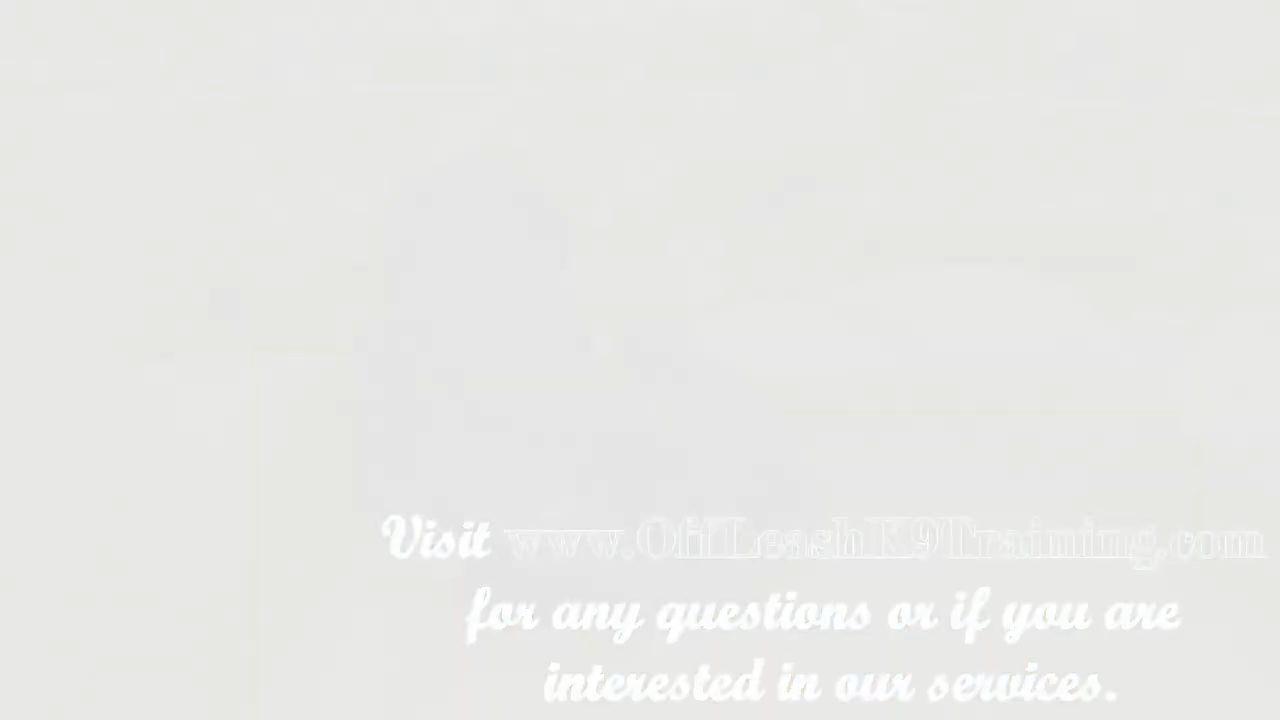 Visit www.OffLeashK9Training.com
for any questions or if you are
interested in our services.